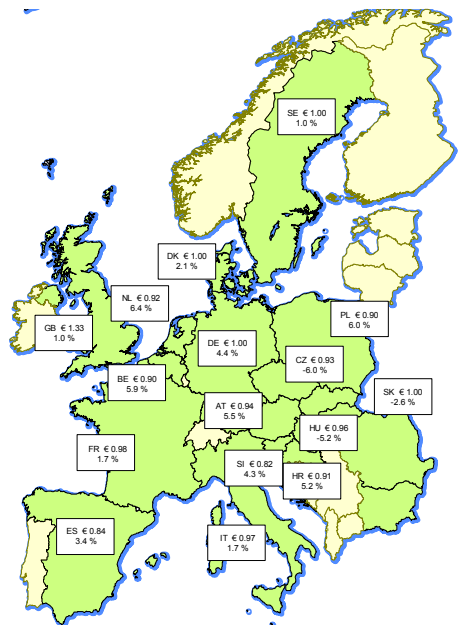 SE € 1.00
1.0 %
DK € 1.00
2.1 %
NL € 0.92
6.4 %
PL € 0.90
6.0 %
GB € 1.33
1.0 %
DE € 1.00
4.4 %
CZ € 0.93
-6.0 %
BE € 0.90
5.9 %
SK € 1.00
-2.6 %
AT € 0.94
5.5 %
HU € 0.96
-5.2 %
FR € 0.98
1.7 %
SI € 0.82
4.3 %
HR € 0.91
5.2 %
ES € 0.84
3.4 %
IT € 0.97
1.7 %